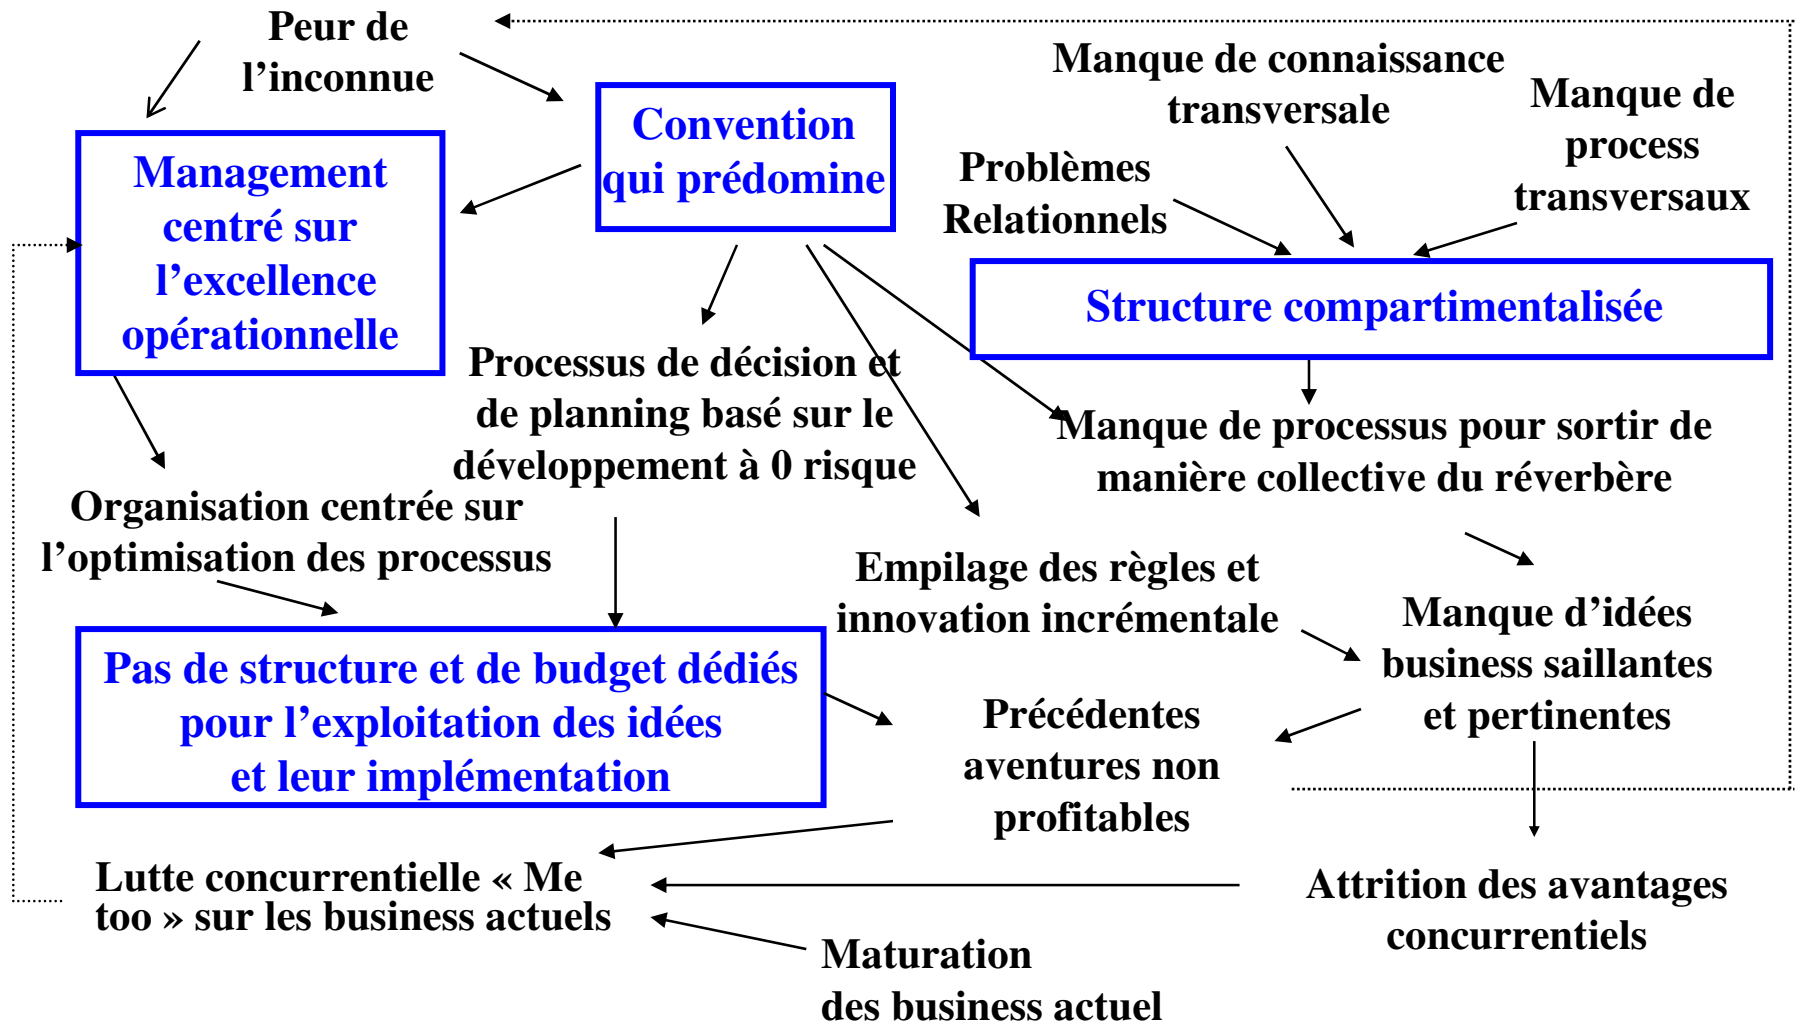 Peur de
l’inconnue
Manque de connaissance
transversale
Manque de
process
transversaux
Convention
qui prédomine
Problèmes
Relationnels
Management
centré sur
l’excellence
opérationnelle
Structure compartimentalisée
Processus de décision et
de planning basé sur le
développement à 0 risque
Manque de processus pour sortir de
manière collective du réverbère
Organisation centrée sur
l’optimisation des processus
Empilage des règles et
innovation incrémentale
Manque d’idées
business saillantes
et pertinentes
Pas de structure et de budget dédiés
pour l’exploitation des idées
et leur implémentation
Précédentes
aventures non
profitables
Lutte concurrentielle « Me
too » sur les business actuels
Attrition des avantages
concurrentiels
Maturation
des business actuel